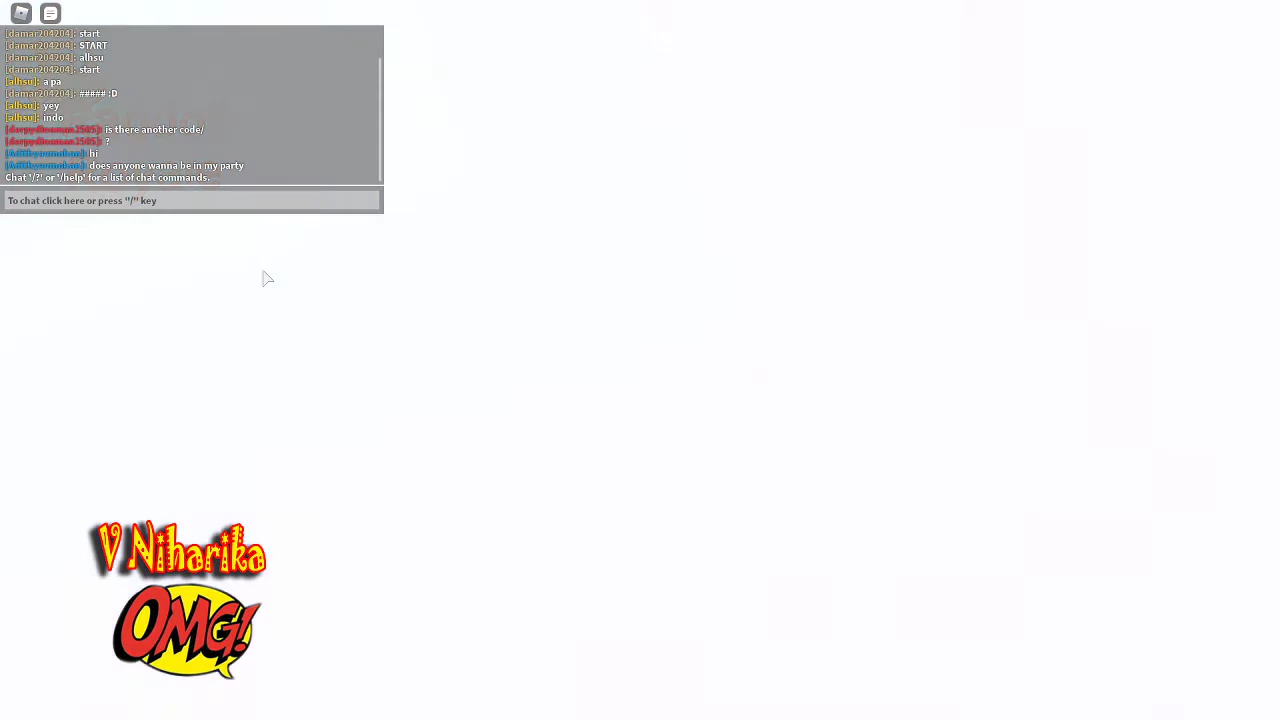 [damar204204]: start
[damar204204]: START
[damar204204]: alhsu
[damar204204]: start
[alhsu]: a pa
[damar204204]: ##### :D
[alhsu]: yey
[alhsu]: indo
is there another code/
?
hi
does anyone wanna be in my party
Chat '/?' or '/help' for a list of chat commands.
To chat click here or press "/" key
V Niharika
OMG!